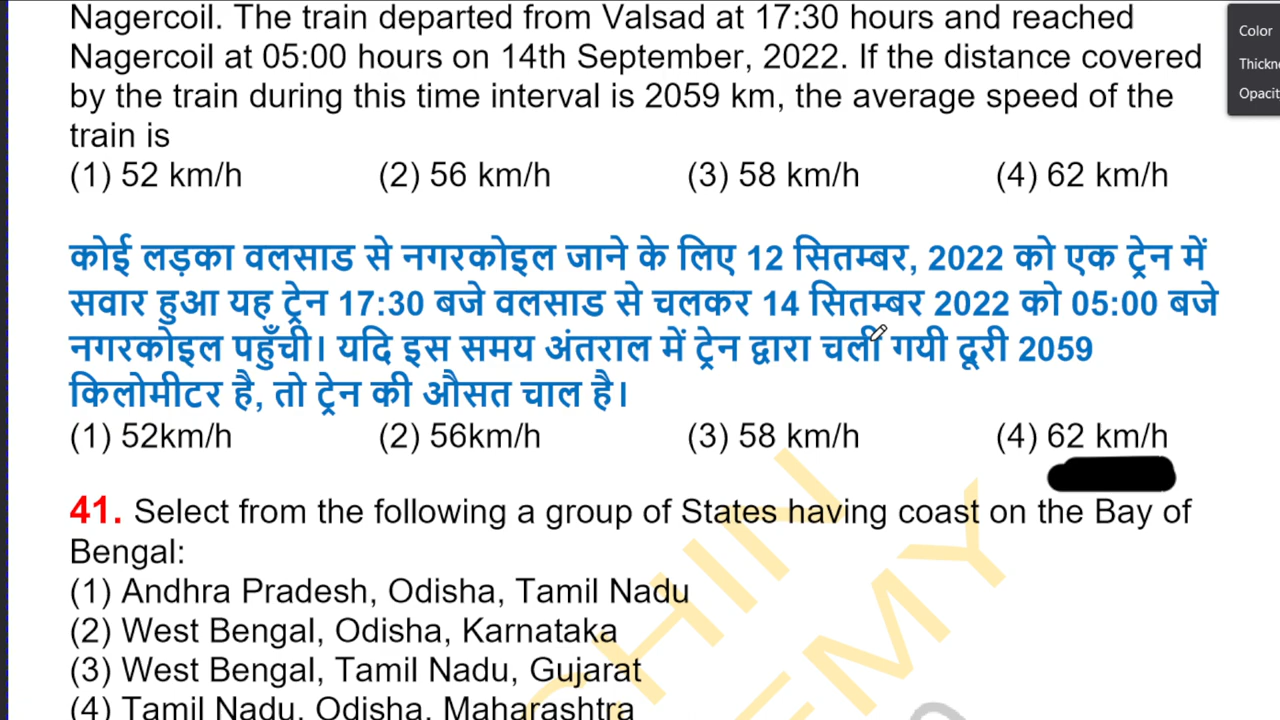 Nagercoil. The train departed from Valsad at 17:30 hours and reached
Nagercoil at 05:00 hours on 14th September, 2022. If the distance covered
by the train during this time interval is 2059 km, the average speed of the
train is
(1) 52 km/h (2) 56 km/h (3) 58 km/h (4) 62 km/h
कोई लड़का वलसाड से नगरकोइल जाने के लिए 12 सितम्बर, 2022 को एक ट्रेन में
सवार हुआ यह ट्रेन 17:30 बजे वलसाड से चलकर 14 सितम्बर 2022 को 05:00 बजे
नगरकोइल पहुँची। यदि इस समय अंतराल में ट्रेन द्वारा चली गयी दूरी 2059
किलोमीटर है, तो ट्रेन की औसत चाल है।
(1) 52km/h (2) 56km/h (3) 58 km/h (4) 62 km/h
41. Select from the following a group of States having coast on the Bay of
Bengal:
(1) Andhra Pradesh, Odisha, Tamil Nadu
(2) West Bengal, Odisha, Karnataka
(3) West Bengal, Tamil Nadu, Gujarat
(4) Tamil Nadu, Odisha, Maharashtra
Color